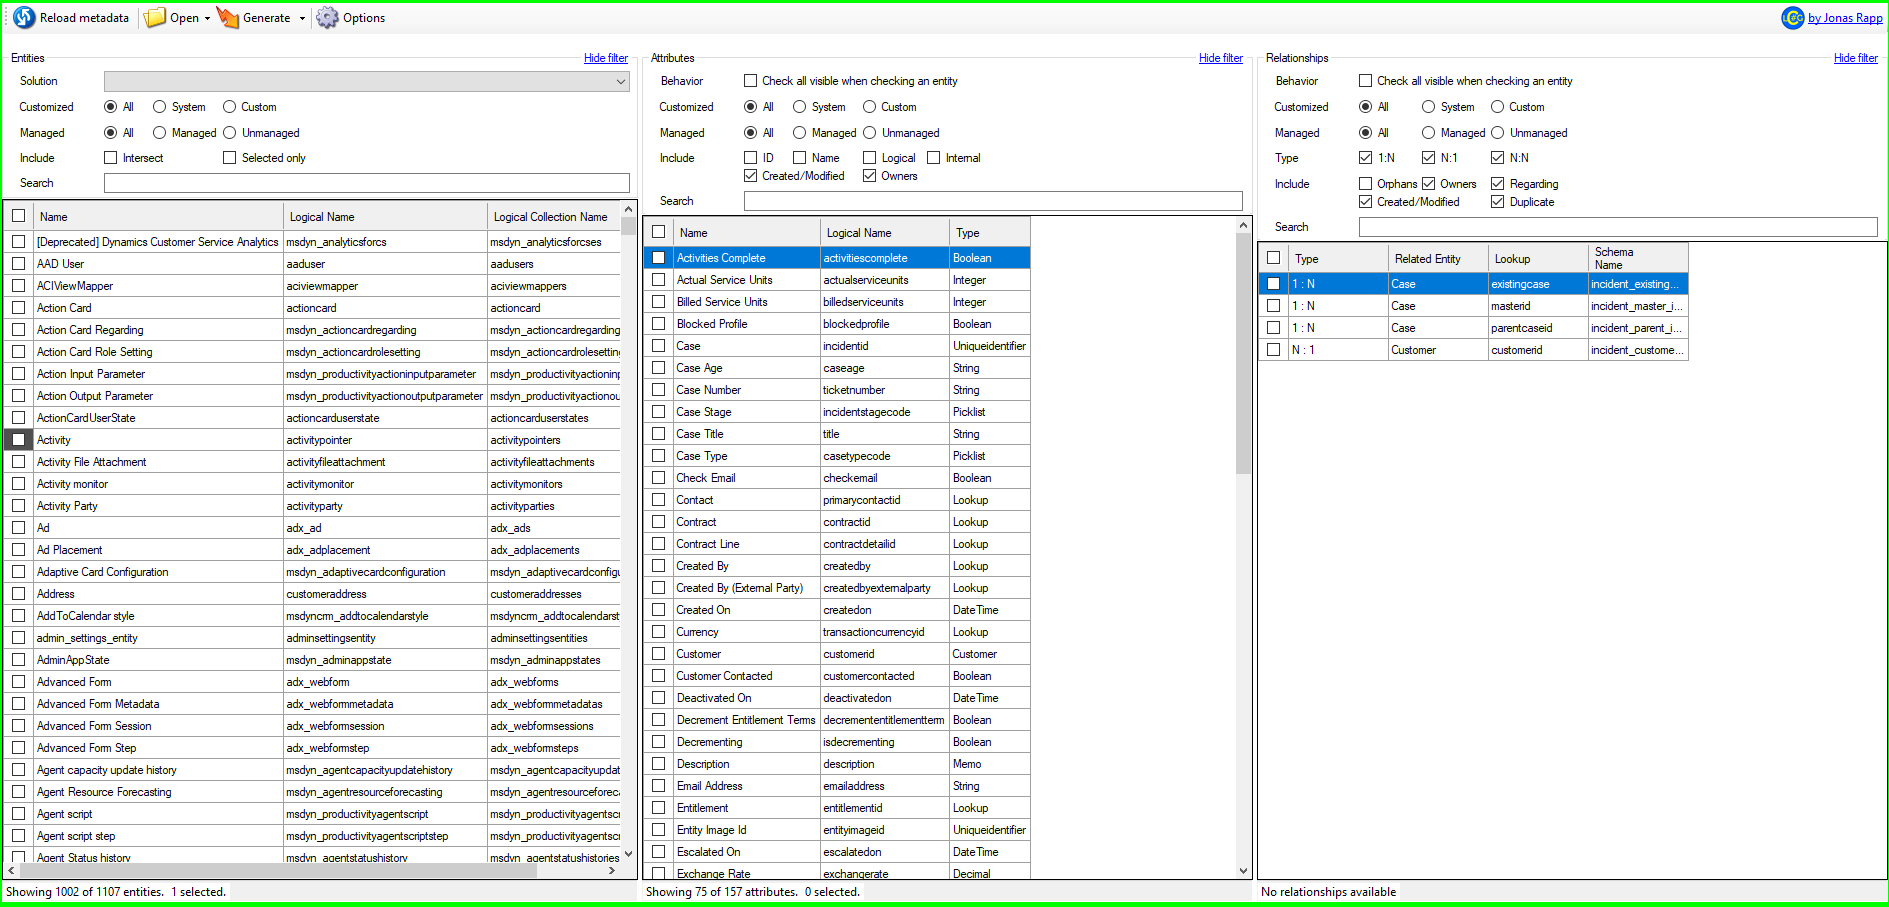 Reload metadata Open Generate Options by Jonas Rapp
Entities Hide filter
Solution
Customized All System Custom
Managed All Managed Unmanaged
Include Intersect Selected only
Search
Name Logical Name Logical Collection Name
[Deprecated] Dynamics Customer Service Analytics msdyn_analyticsforcs msdyn_analyticsforcses
AAD User aaduser aadusers
ACIViewMapper aciviewmapper aciviewmappers
Action Card actioncard actioncard
Action Card Regarding msdyn_actioncardregarding msdyn_actioncardregarding
Action Card Role Setting msdyn_actioncardrolesetting msdyn_actioncardrolesetting
Action Input Parameter msdyn_productivityactioninputparameter msdyn_productivityactioninp
Action Output Parameter msdyn_productivityactionoutputparameter msdyn_productivityactionou
ActionCardUserState actioncarduserstate actioncarduserstates
Activity activitypointer activitypointers
Activity File Attachment activityfileattachment activityfileattachments
Activity monitor activitymonitor activitymonitors
Activity Party activityparty activityparties
Ad adx_ad adx_ads
Ad Placement adx_adplacement adx_adplacements
Adaptive Card Configuration msdyn_adaptivecardconfiguration msdyn_adaptivecardconfigu
Address customeraddress customeraddresses
AddToCalendar style msdyncrm_addtocalendarstyle msdyncrm_addtocalendarst
admin_settings_entity adminsettingsentity adminsettingsentities
AdminAppState msdyn_adminappstate msdyn_adminappstates
Advanced Form adx_webform adx_webforms
Advanced Form Metadata adx_webformmetadata adx_webformmetadatas
Advanced Form Session adx_webformsession adx_webformsessions
Advanced Form Step adx_webformstep adx_webformsteps
Agent capacity update history msdyn_agentcapacityupdatehistory msdyn_agentcapacityupdat
Agent Resource Forecasting msdyn_agentresourceforecasting msdyn_agentresourceforeca
Agent script msdyn_productivityagentscript msdyn_productivityagentscr
Agent script step msdyn_productivityagentscriptstep msdyn_productivityagentscr
Agent Status history msdyn_agentstatushistory msdyn_agentstatushistories
Showing 1002 of 1107 entities. 1 selected.
Attributes Hide filter
Behavior Check all visible when checking an entity
Customized All System Custom
Managed All Managed Unmanaged
Include ID Name Logical Internal
Created/Modified Owners
Search
Name Logical Name Type
Activities Complete activitiescomplete Boolean
Actual Service Units actualserviceunits Integer
Billed Service Units billedserviceunits Integer
Blocked Profile blockedprofile Boolean
Case incidentid Uniqueidentifier
Case Age caseage String
Case Number ticketnumber String
Case Stage incidentstagecode Picklist
Case Title title String
Case Type casetypecode Picklist
Check Email checkemail Boolean
Contact primarycontactid Lookup
Contract contractid Lookup
Contract Line contractdetailid Lookup
Created By createdby Lookup
Created By (External Party) createdbyexternalparty Lookup
Created On createdon DateTime
Currency transactioncurrencyid Lookup
Customer customerid Customer
Customer Contacted customercontacted Boolean
Deactivated On deactivatedon DateTime
Decrement Entitlement Terms decremententitlementterm Boolean
Decrementing isdecrementing Boolean
Description description Memo
Email Address emailaddress String
Entitlement entitlementid Lookup
Entity Image Id entityimageid Uniqueidentifier
Escalated On escalatedon DateTime
Exchange Rate exchangerate Decimal
Showing 75 of 157 attributes. 0 selected.
Relationships Hide filter
Behavior Check all visible when checking an entity
Customized All System Custom
Managed All Managed Unmanaged
Type 1:N N:1 N:N
Include Orphans Owners Regarding
Created/Modified Duplicate
Search
Type Related Entity Lookup Schema Name
1 : N Case existingcase incident_existing...
1 : N Case masterid incident_master_i...
1 : N Case parentcaseid incident_parent_i...
N : 1 Customer customerid incident_custome...
No relationships available